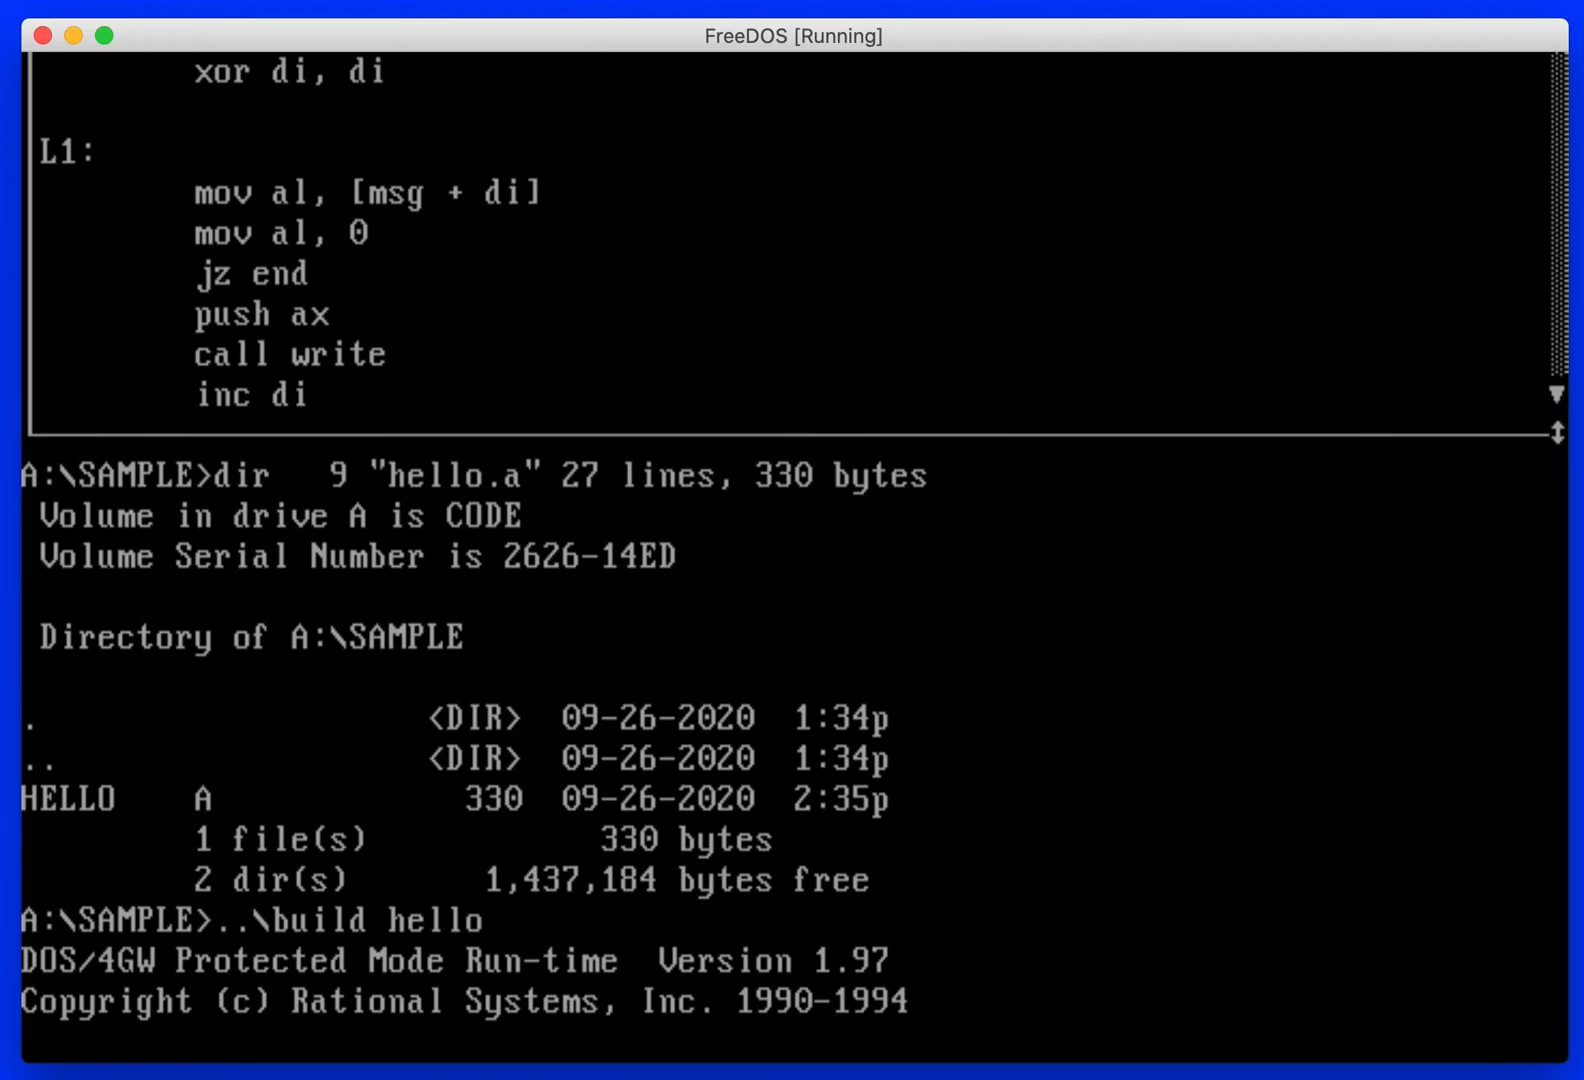 FreeDOS [Running]
xor di, di
L1:
mov al, [msg + di]
mov al, 0
jz end
push ax
call write
inc di
A:\SAMPLE>dir   9 "hello.a" 27 lines, 330 bytes
Volume in drive A is CODE
Volume Serial Number is 2626-14ED
Directory of A:\SAMPLE
.                    <DIR>  09-26-2020  1:34p
..                   <DIR>  09-26-2020  1:34p
HELLO    A             330  09-26-2020  2:35p
1 file(s)            330 bytes
2 dir(s)       1,437,184 bytes free
A:\SAMPLE>..\build hello
DOS/4GW Protected Mode Run-time  Version 1.97
Copyright (c) Rational Systems, Inc. 1990-1994